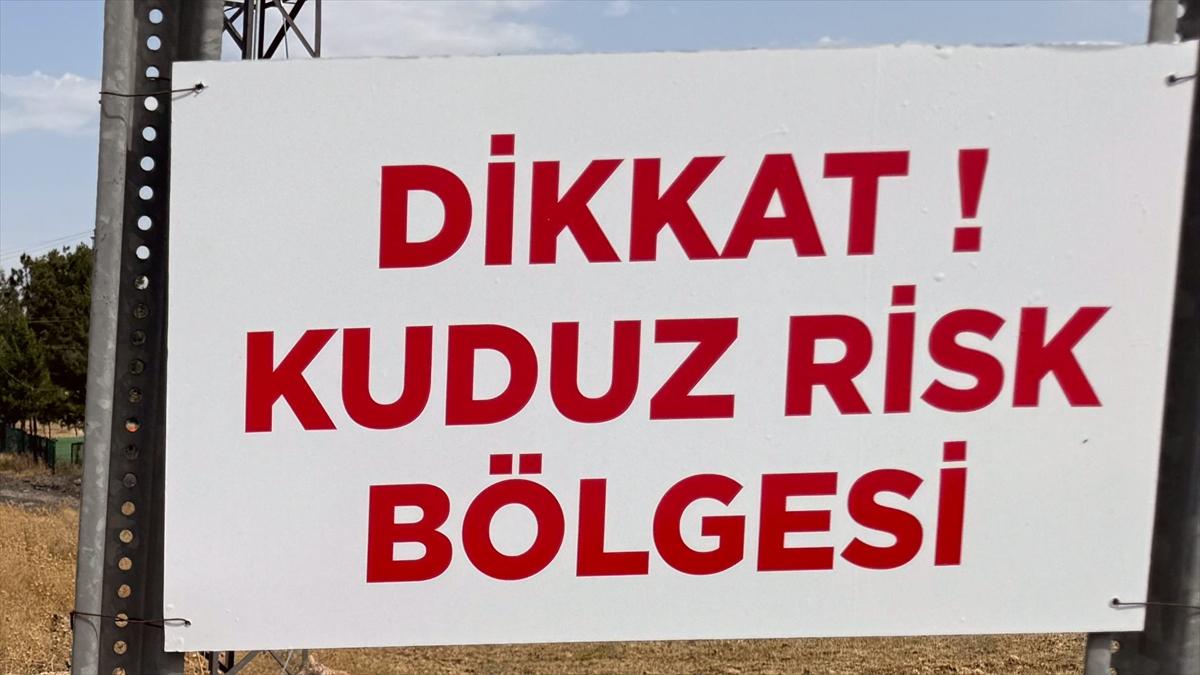 DİKKAT !
KUDUZ RİSK
BÖLGESİ